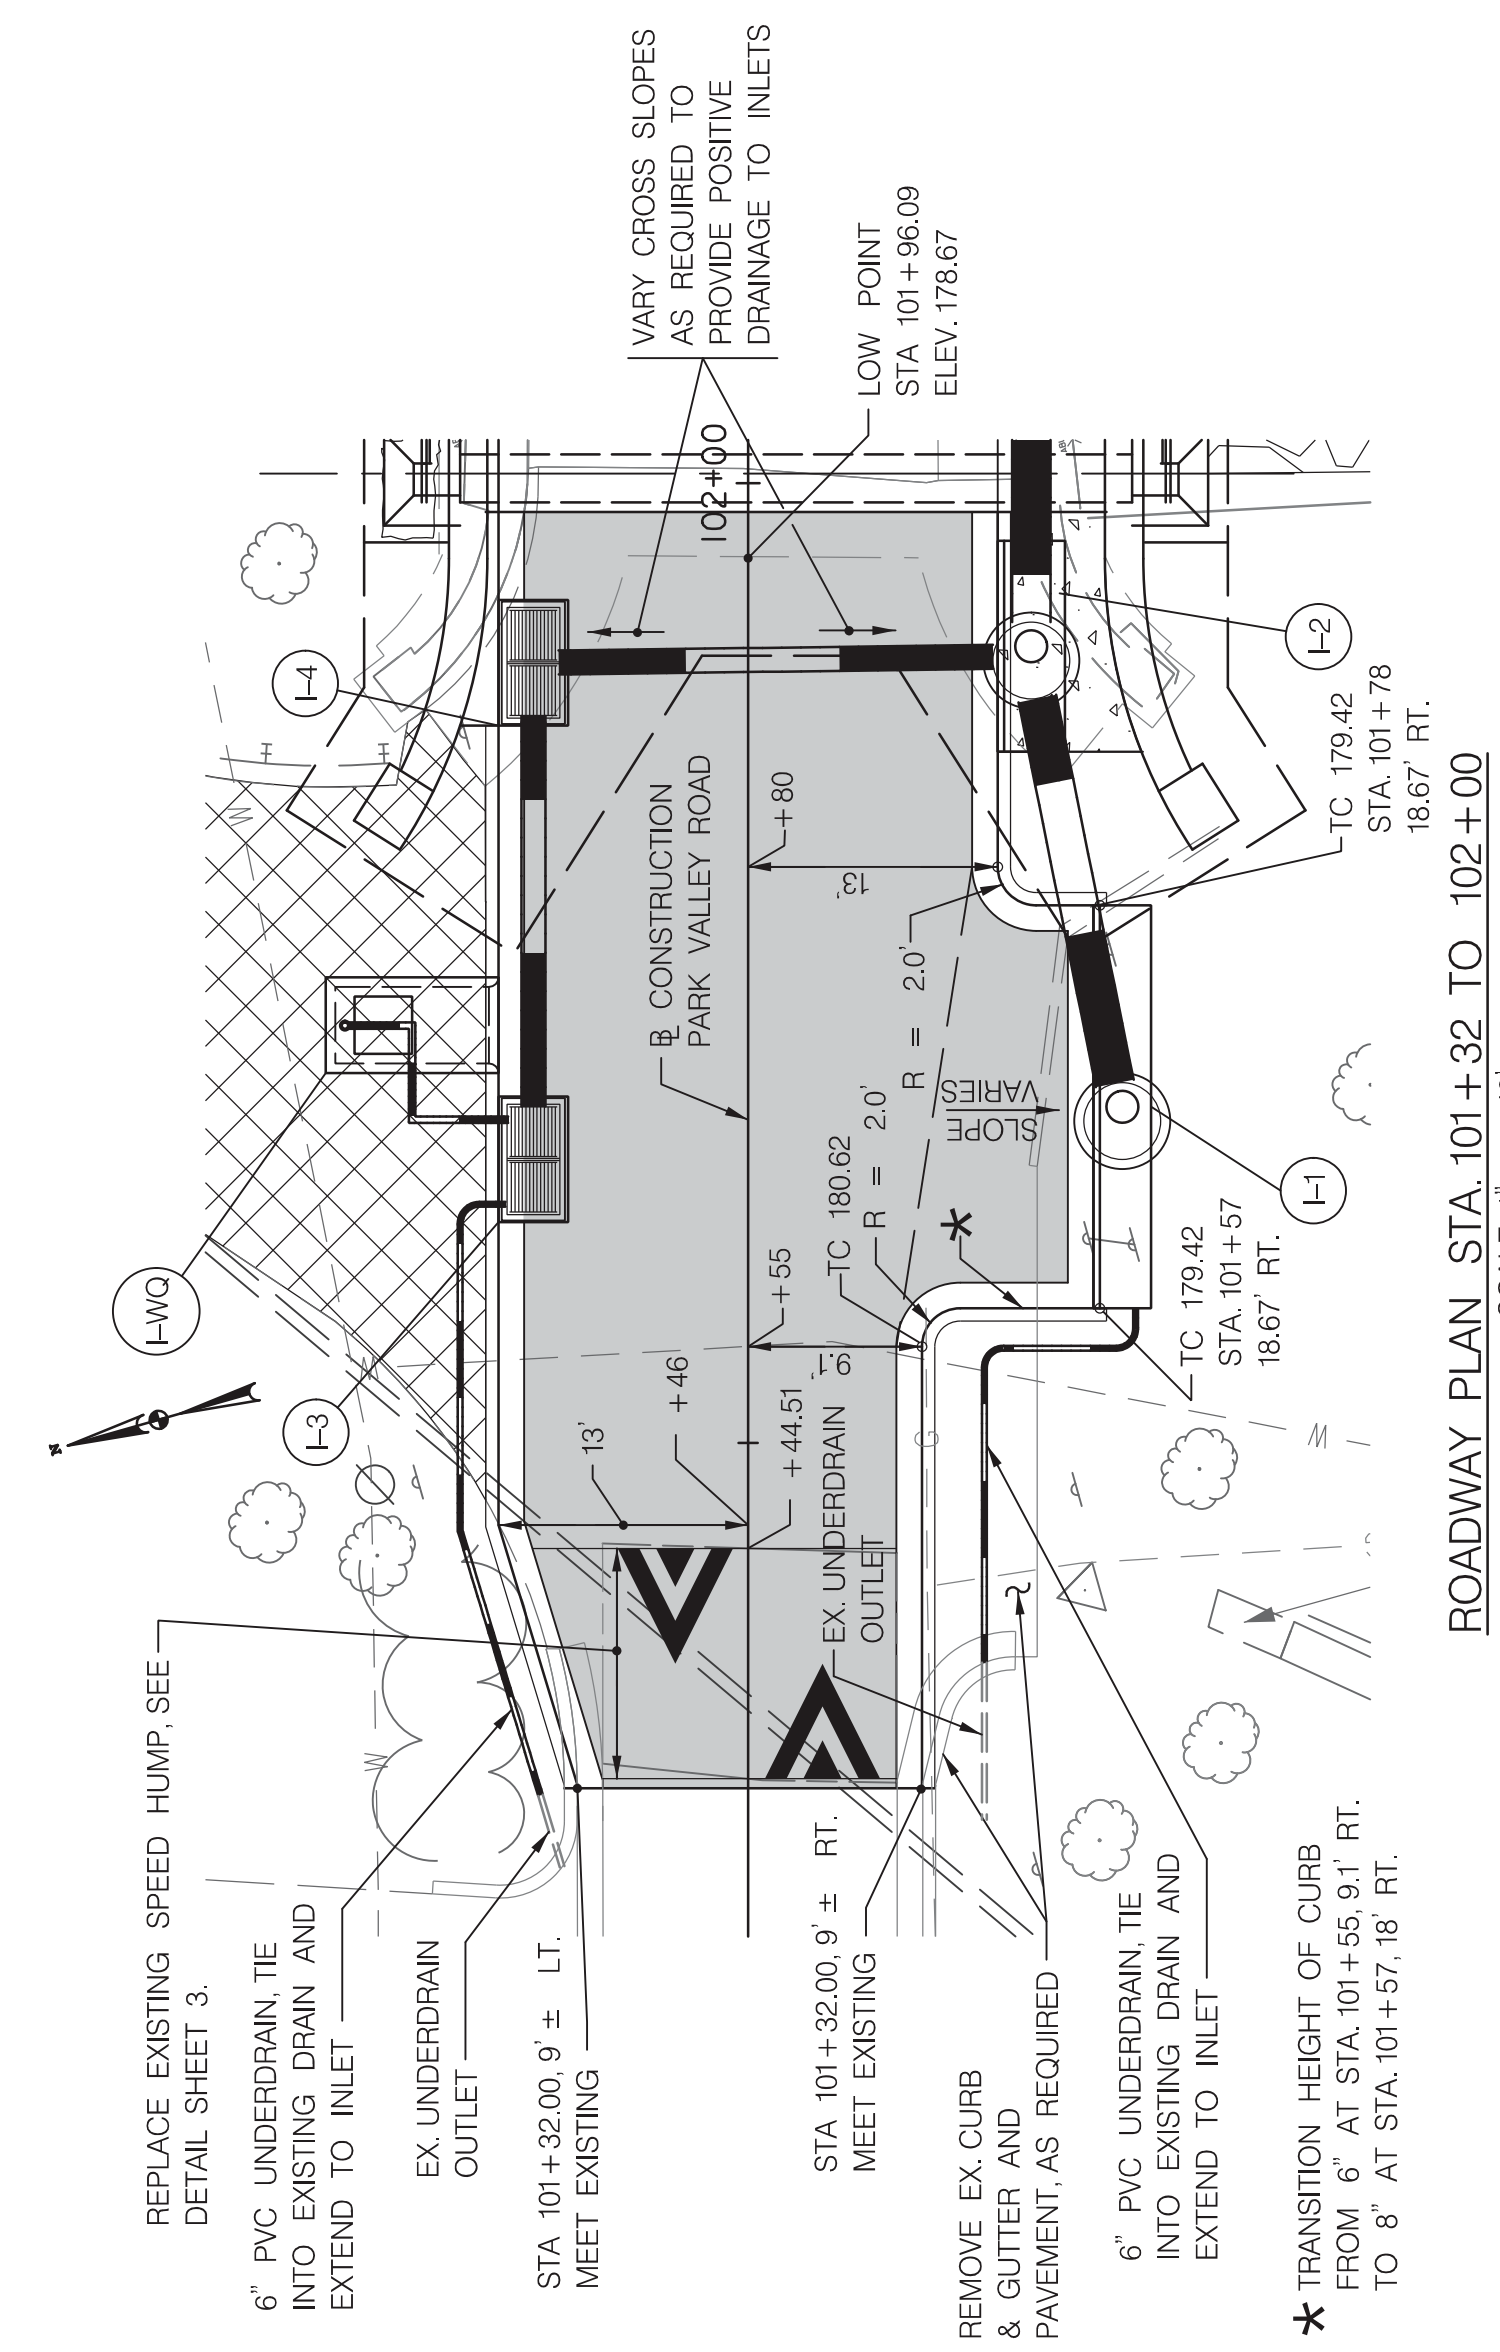 REPLACE EXISTING SPEED HUMP, SEE
DETAIL SHEET 3.
6" PVC UNDERDRAIN, TIE
INTO EXISTING DRAIN AND
EXTEND TO INLET
EX. UNDERDRAIN
OUTLET
STA 101+32.00, 9' ± LT.
MEET EXISTING
STA 101+32.00, 9' ± RT.
MEET EXISTING
REMOVE EX. CURB
& GUTTER AND
PAVEMENT, AS REQUIRED
6" PVC UNDERDRAIN, TIE
INTO EXISTING DRAIN AND
EXTEND TO INLET
* TRANSITION HEIGHT OF CURB
FROM 6" AT STA. 101+55, 9.1' RT.
TO 8" AT STA. 101+57, 18' RT.
N
I-WQ
I-3
I-4
13'
+46
+44.51
EX. UNDERDRAIN
OUTLET
+55
9.1'
TC 180.62
R = 2.0'
R = 2.0'
*
SLOPE
VARIES
B CONSTRUCTION
L
PARK VALLEY ROAD
+80
13'
102+00
W
W
W
W
G
VARY CROSS SLOPES
AS REQUIRED TO
PROVIDE POSITIVE
DRAINAGE TO INLETS
LOW POINT
STA 101+96.09
ELEV. 178.67
I-2
I-1
TC 179.42
STA. 101+57
18.67' RT.
TC 179.42
STA. 101+78
18.67' RT.
ROADWAY PLAN STA. 101+32 TO 102+00